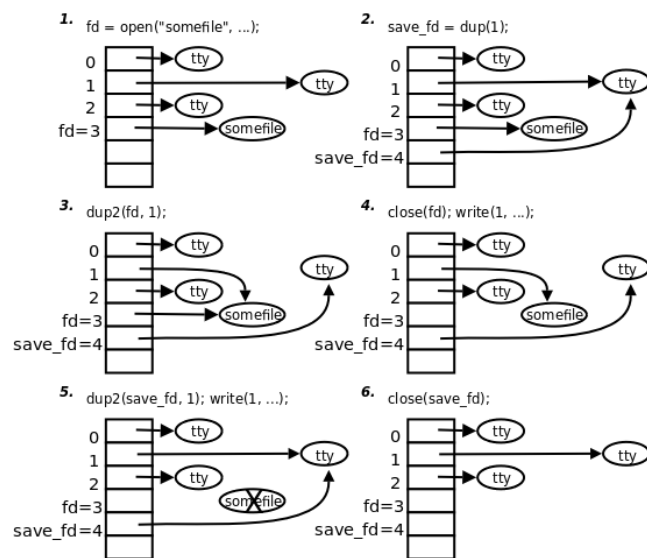 1. fd = open("somefile", ...);
0 tty
1 tty
2 tty
fd=3 somefile
2. save_fd = dup(1);
0 tty
1 tty
2 tty
fd=3 somefile
save_fd=4
3. dup2(fd, 1);
0 tty
1 tty
2 tty
fd=3 somefile
save_fd=4
4. close(fd); write(1, ...);
0 tty
1 tty
2 tty
fd=3 somefile
save_fd=4
5. dup2(save_fd, 1); write(1, ...);
0 tty
1 tty
2 tty
fd=3 somefile
save_fd=4
6. close(save_fd);
0 tty
1 tty
2 tty
fd=3
save_fd=4